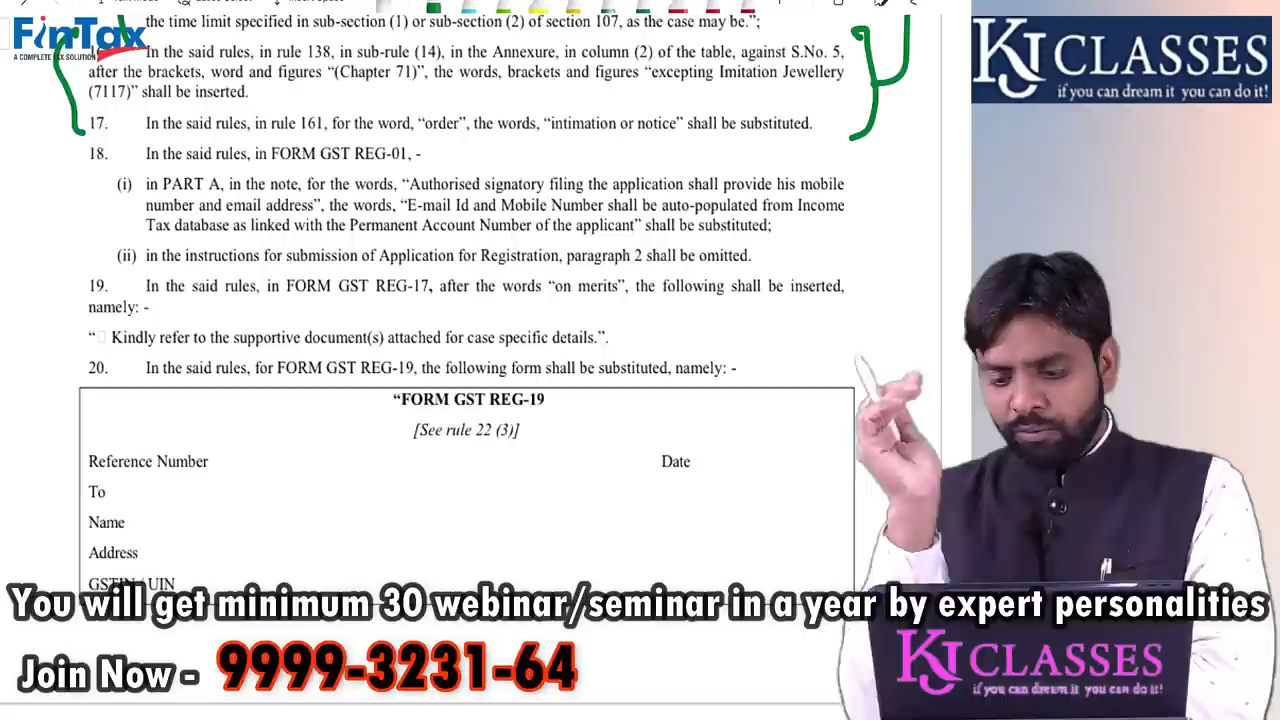 the time limit specified in sub-section (1) or sub-section (2) of section 107, as the case may be.”;
FinTax
A COMPLETE TAX SOLUTION
In the said rules, in rule 138, in sub-rule (14), in the Annexure, in column (2) of the table, against S.No. 5,
after the brackets, word and figures “(Chapter 71)”, the words, brackets and figures “excepting Imitation Jewellery
(7117)” shall be inserted.
17. In the said rules, in rule 161, for the word, “order”, the words, “intimation or notice” shall be substituted.
18. In the said rules, in FORM GST REG-01, -
(i) in PART A, in the note, for the words, “Authorised signatory filing the application shall provide his mobile
number and email address”, the words, “E-mail Id and Mobile Number shall be auto-populated from Income
Tax database as linked with the Permanent Account Number of the applicant” shall be substituted;
(ii) in the instructions for submission of Application for Registration, paragraph 2 shall be omitted.
19. In the said rules, in FORM GST REG-17, after the words “on merits”, the following shall be inserted,
namely: -
“ Kindly refer to the supportive document(s) attached for case specific details.”.
20. In the said rules, for FORM GST REG-19, the following form shall be substituted, namely: -
“FORM GST REG-19
[See rule 22 (3)]
Reference Number Date
To
Name
Address
GSTIN / UIN
KJ CLASSES
if you can dream it you can do it!
You will get minimum 30 webinar/seminar in a year by expert personalities
Join Now - 9999-3231-64
KJ CLASSES
if you can dream it you can do it!